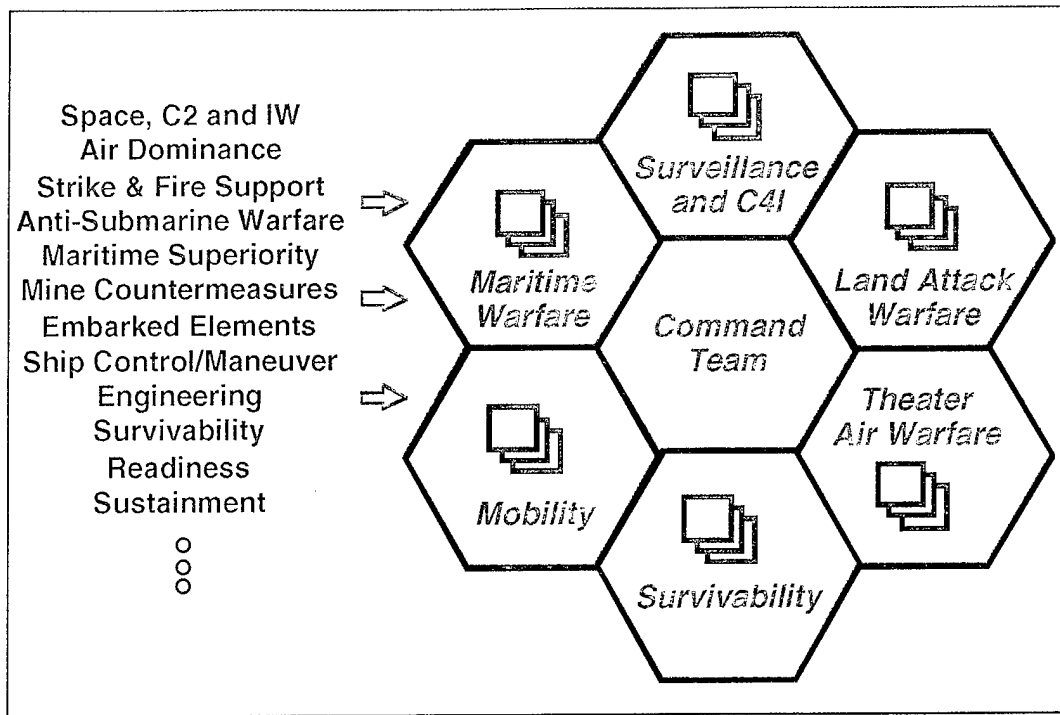 Space, C2 and IW
Air Dominance
Strike & Fire Support
Anti-Submarine Warfare
Maritime Superiority
Mine Countermeasures
Embarked Elements
Ship Control/Maneuver
Engineering
Survivability
Readiness
Sustainment
Surveillance
and C4I
Maritime
Warfare
Land Attack
Warfare
Command
Team
Theater
Air Warfare
Mobility
Survivability